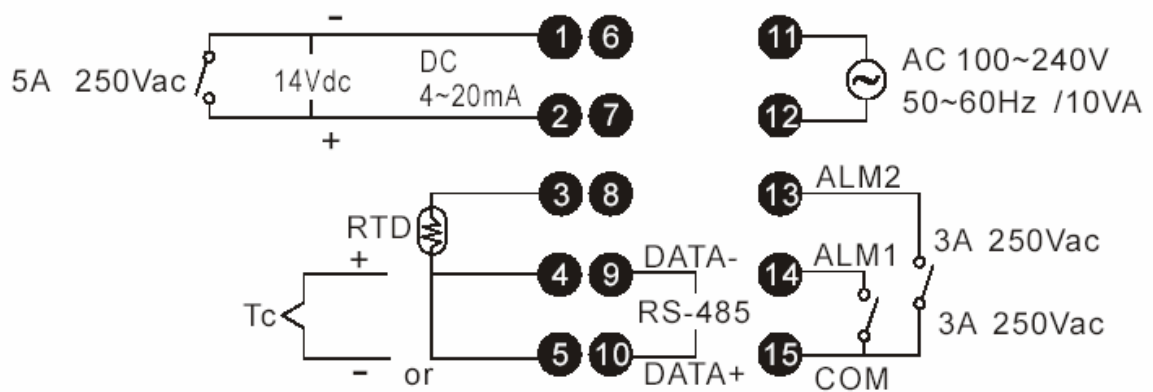 −
1 6
11
5A 250Vac
14Vdc
DC
4~20mA
AC 100~240V
50~60Hz /10VA
2 7
12
+
3 8
13
ALM2
RTD
+
4 9
DATA-
14
ALM1
3A 250Vac
Tc
RS-485
3A 250Vac
5 10
15
− or
DATA+
COM